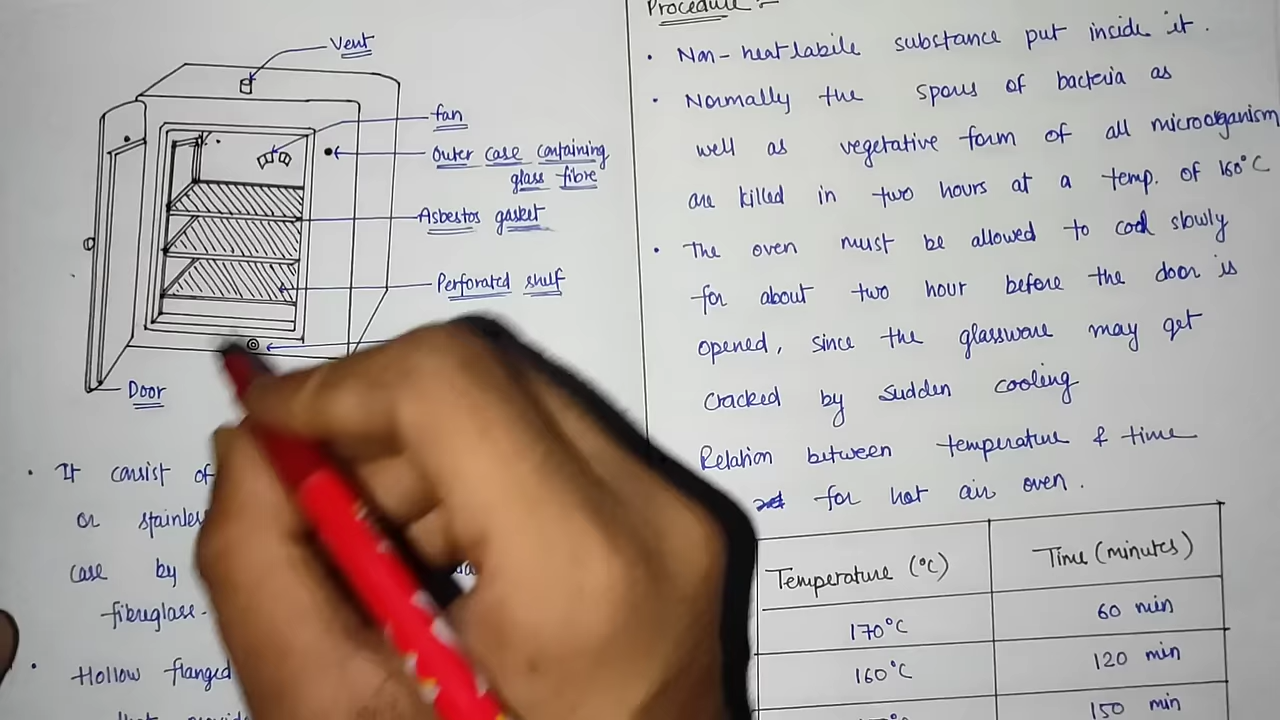 Vent
fan
Outer case containing
glass fibre
Asbestos gasket
Perforated shelf
Door
• It consist of
or
case by
fibreglass.
• Hollow flanged
Procedure :-
• Non-heat labile substance put inside it.
• Normally the spores of bacteria as
well as vegetative form of all microorganism
are killed in two hours at a temp. of 160°C
• The oven must be allowed to cool slowly
for about two hour before the door is
opened, since the glassware may get
cracked by sudden cooling
Relation between temperature & time
for hot air oven.
Temperature (°C) Time (minutes)
170°C 60 min
160°C 120 min
150 min